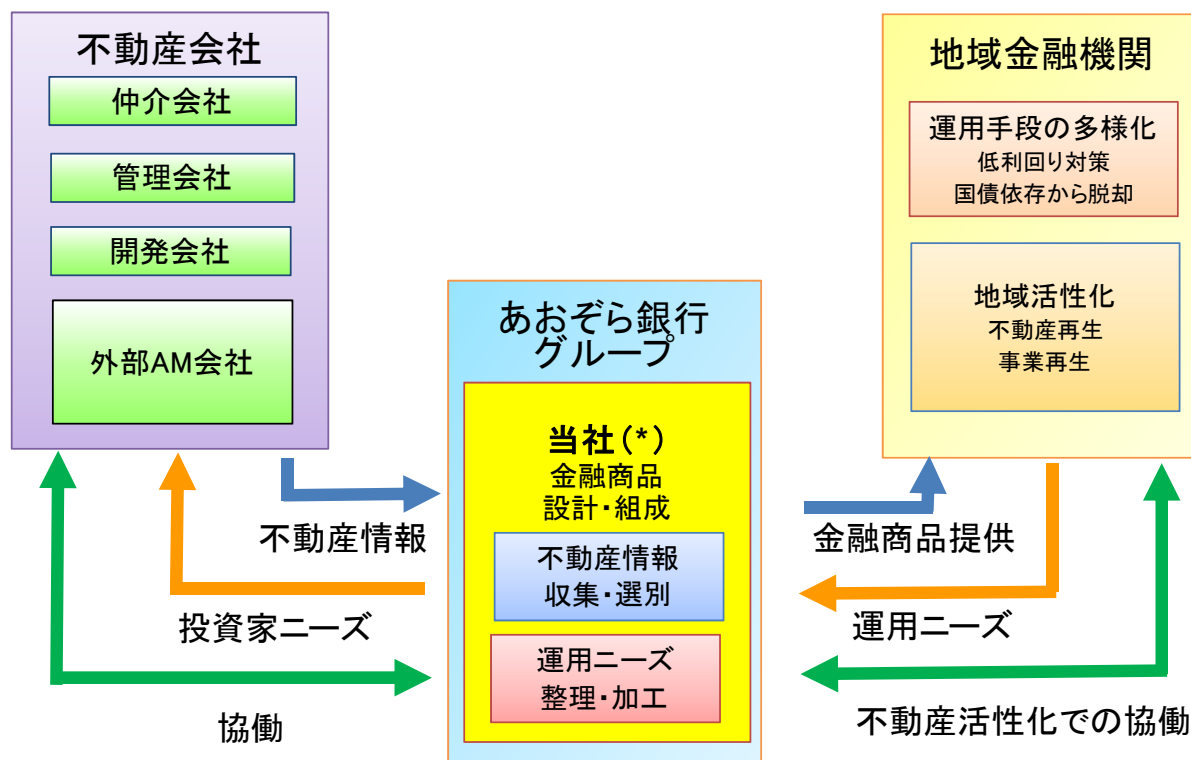 不動産会社
仲介会社
管理会社
開発会社
外部AM会社
あおぞら銀行
グループ
当社(*)
金融商品
設計・組成
不動産情報
収集・選別
運用ニーズ
整理・加工
地域金融機関
運用手段の多様化
低利回り対策
国債依存から脱却
地域活性化
不動産再生
事業再生
不動産情報
投資家ニーズ
協働
金融商品提供
運用ニーズ
不動産活性化での協働